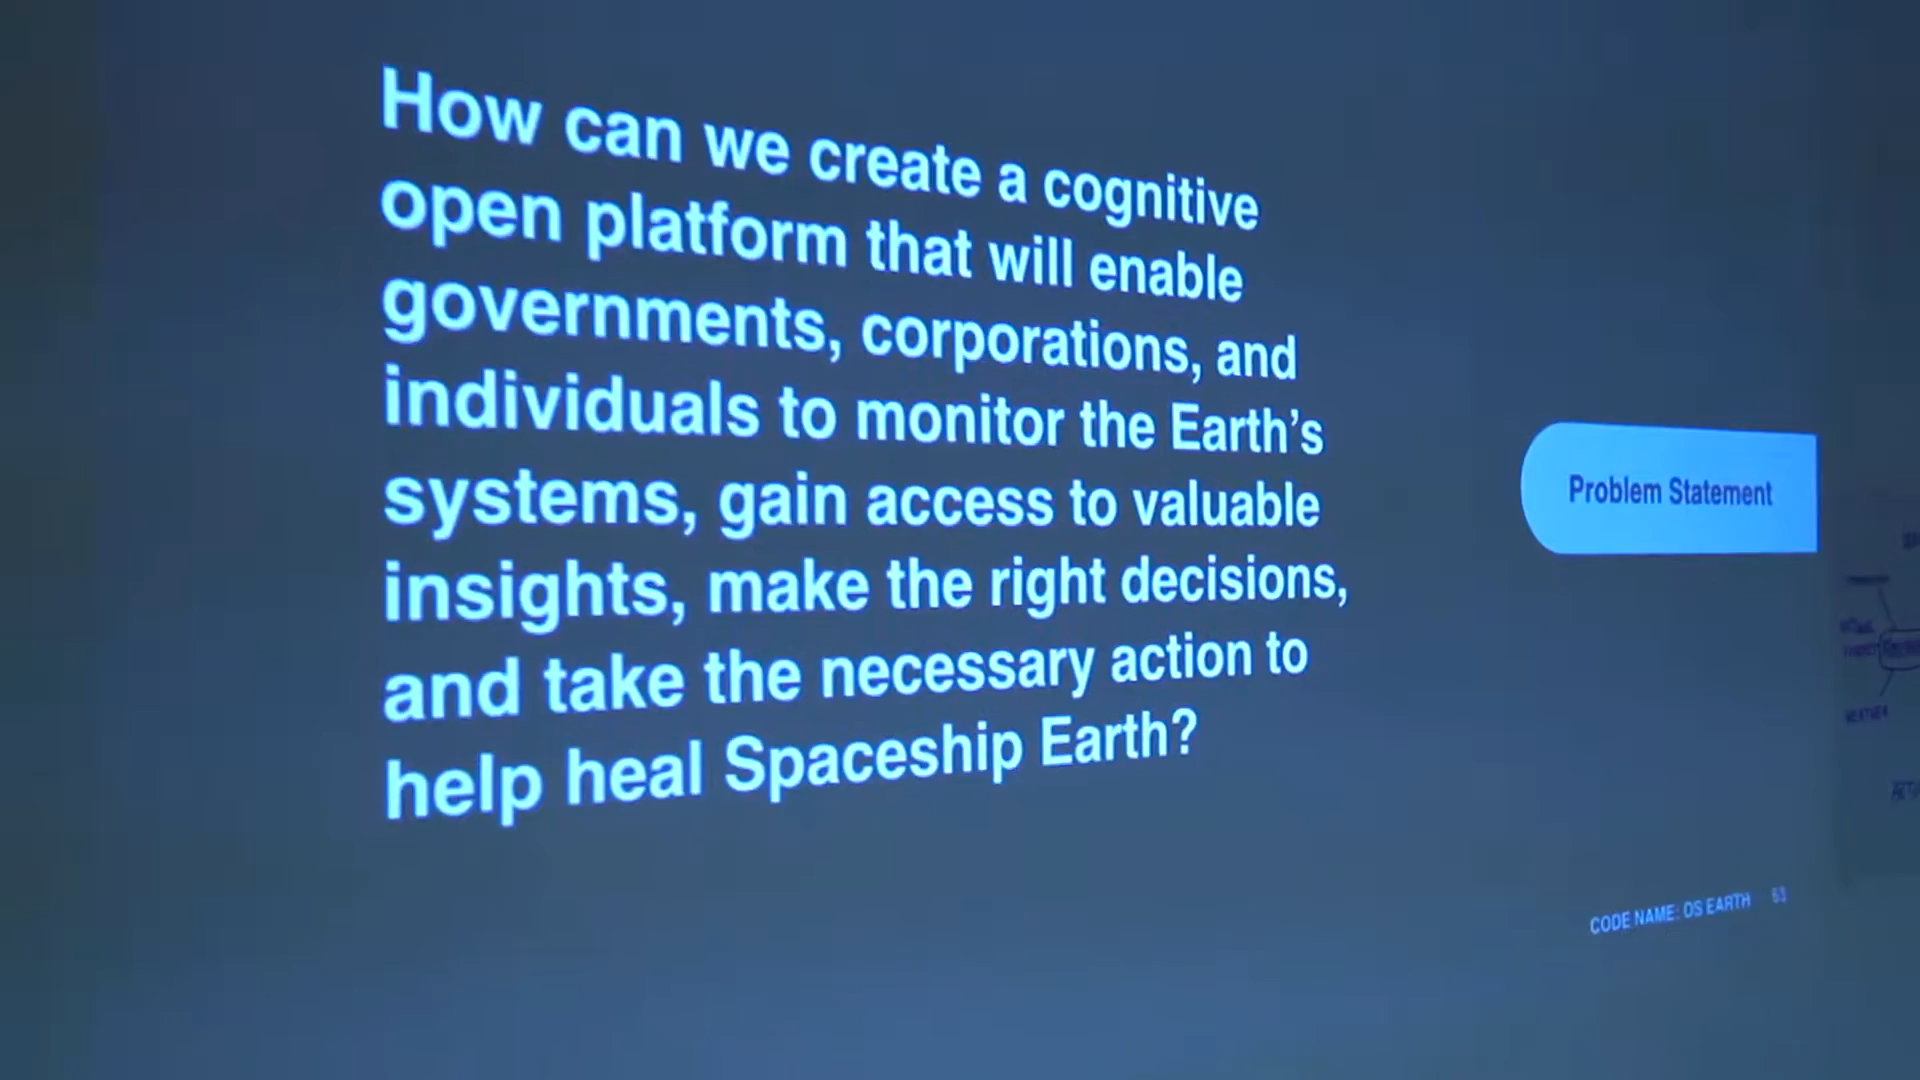 How can we create a cognitive
open platform that will enable
governments, corporations, and
individuals to monitor the Earth's
systems, gain access to valuable
insights, make the right decisions,
and take the necessary action to
help heal Spaceship Earth?
Problem Statement
CODE NAME: OS EARTH 63
WEATHER